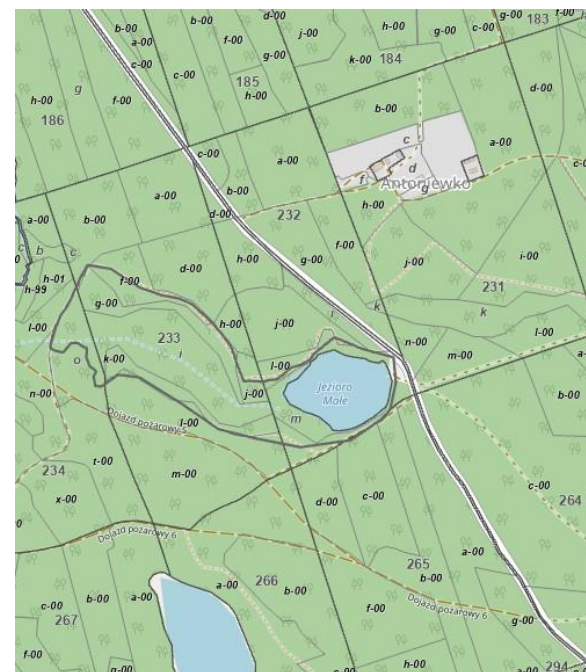 d-00 g-00 c-00 183
b-00 f-00 j-00 h-00 a-00
a-00 g-00 k-00 184 g-00
c-00 c-00 185 d-00
g h-00 f-00 h-00 b-00
186
c-00 a-00 c a-00
d
f Antoniewko c-00
a-00 b-00 g
a-00 b-00 d-00 232 h-00
c b c f-00 i-00
h-01 d-00 h-00 g-00 j-00
h-99 f-00 231
g-00 i k k
l-00 233 h-00 j-00 l-00
i n-00 m-00
o k-00 l-00 Jezioro
Małe
n-00 j-00
Dojazd pożarowy 5 l-00 m
234 t-00 c-00
m-00 264
x-00 d-00 c-00
Dojazd pożarowy 6
a-00
266 265
c-00 b-00 a-00 a-00 b-00 b-00
267 f-00 Dojazd pożarowy 6
g-00
f-00 h-00 a-00
g-00 294